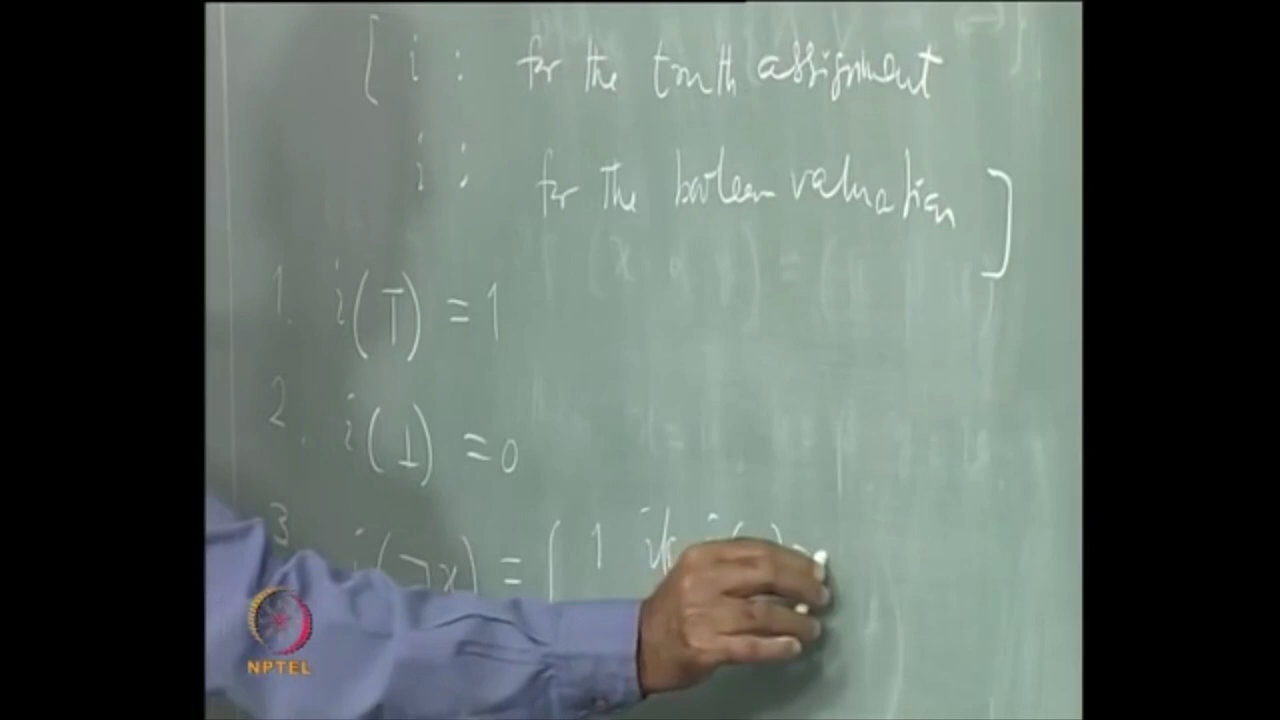 [ i : for the truth assignment
i : for the boolean valuation ]
1. i(⊤) = 1
2. i(⊥) = 0
3 i(¬x) = { 1 if i( ) =
NPTEL